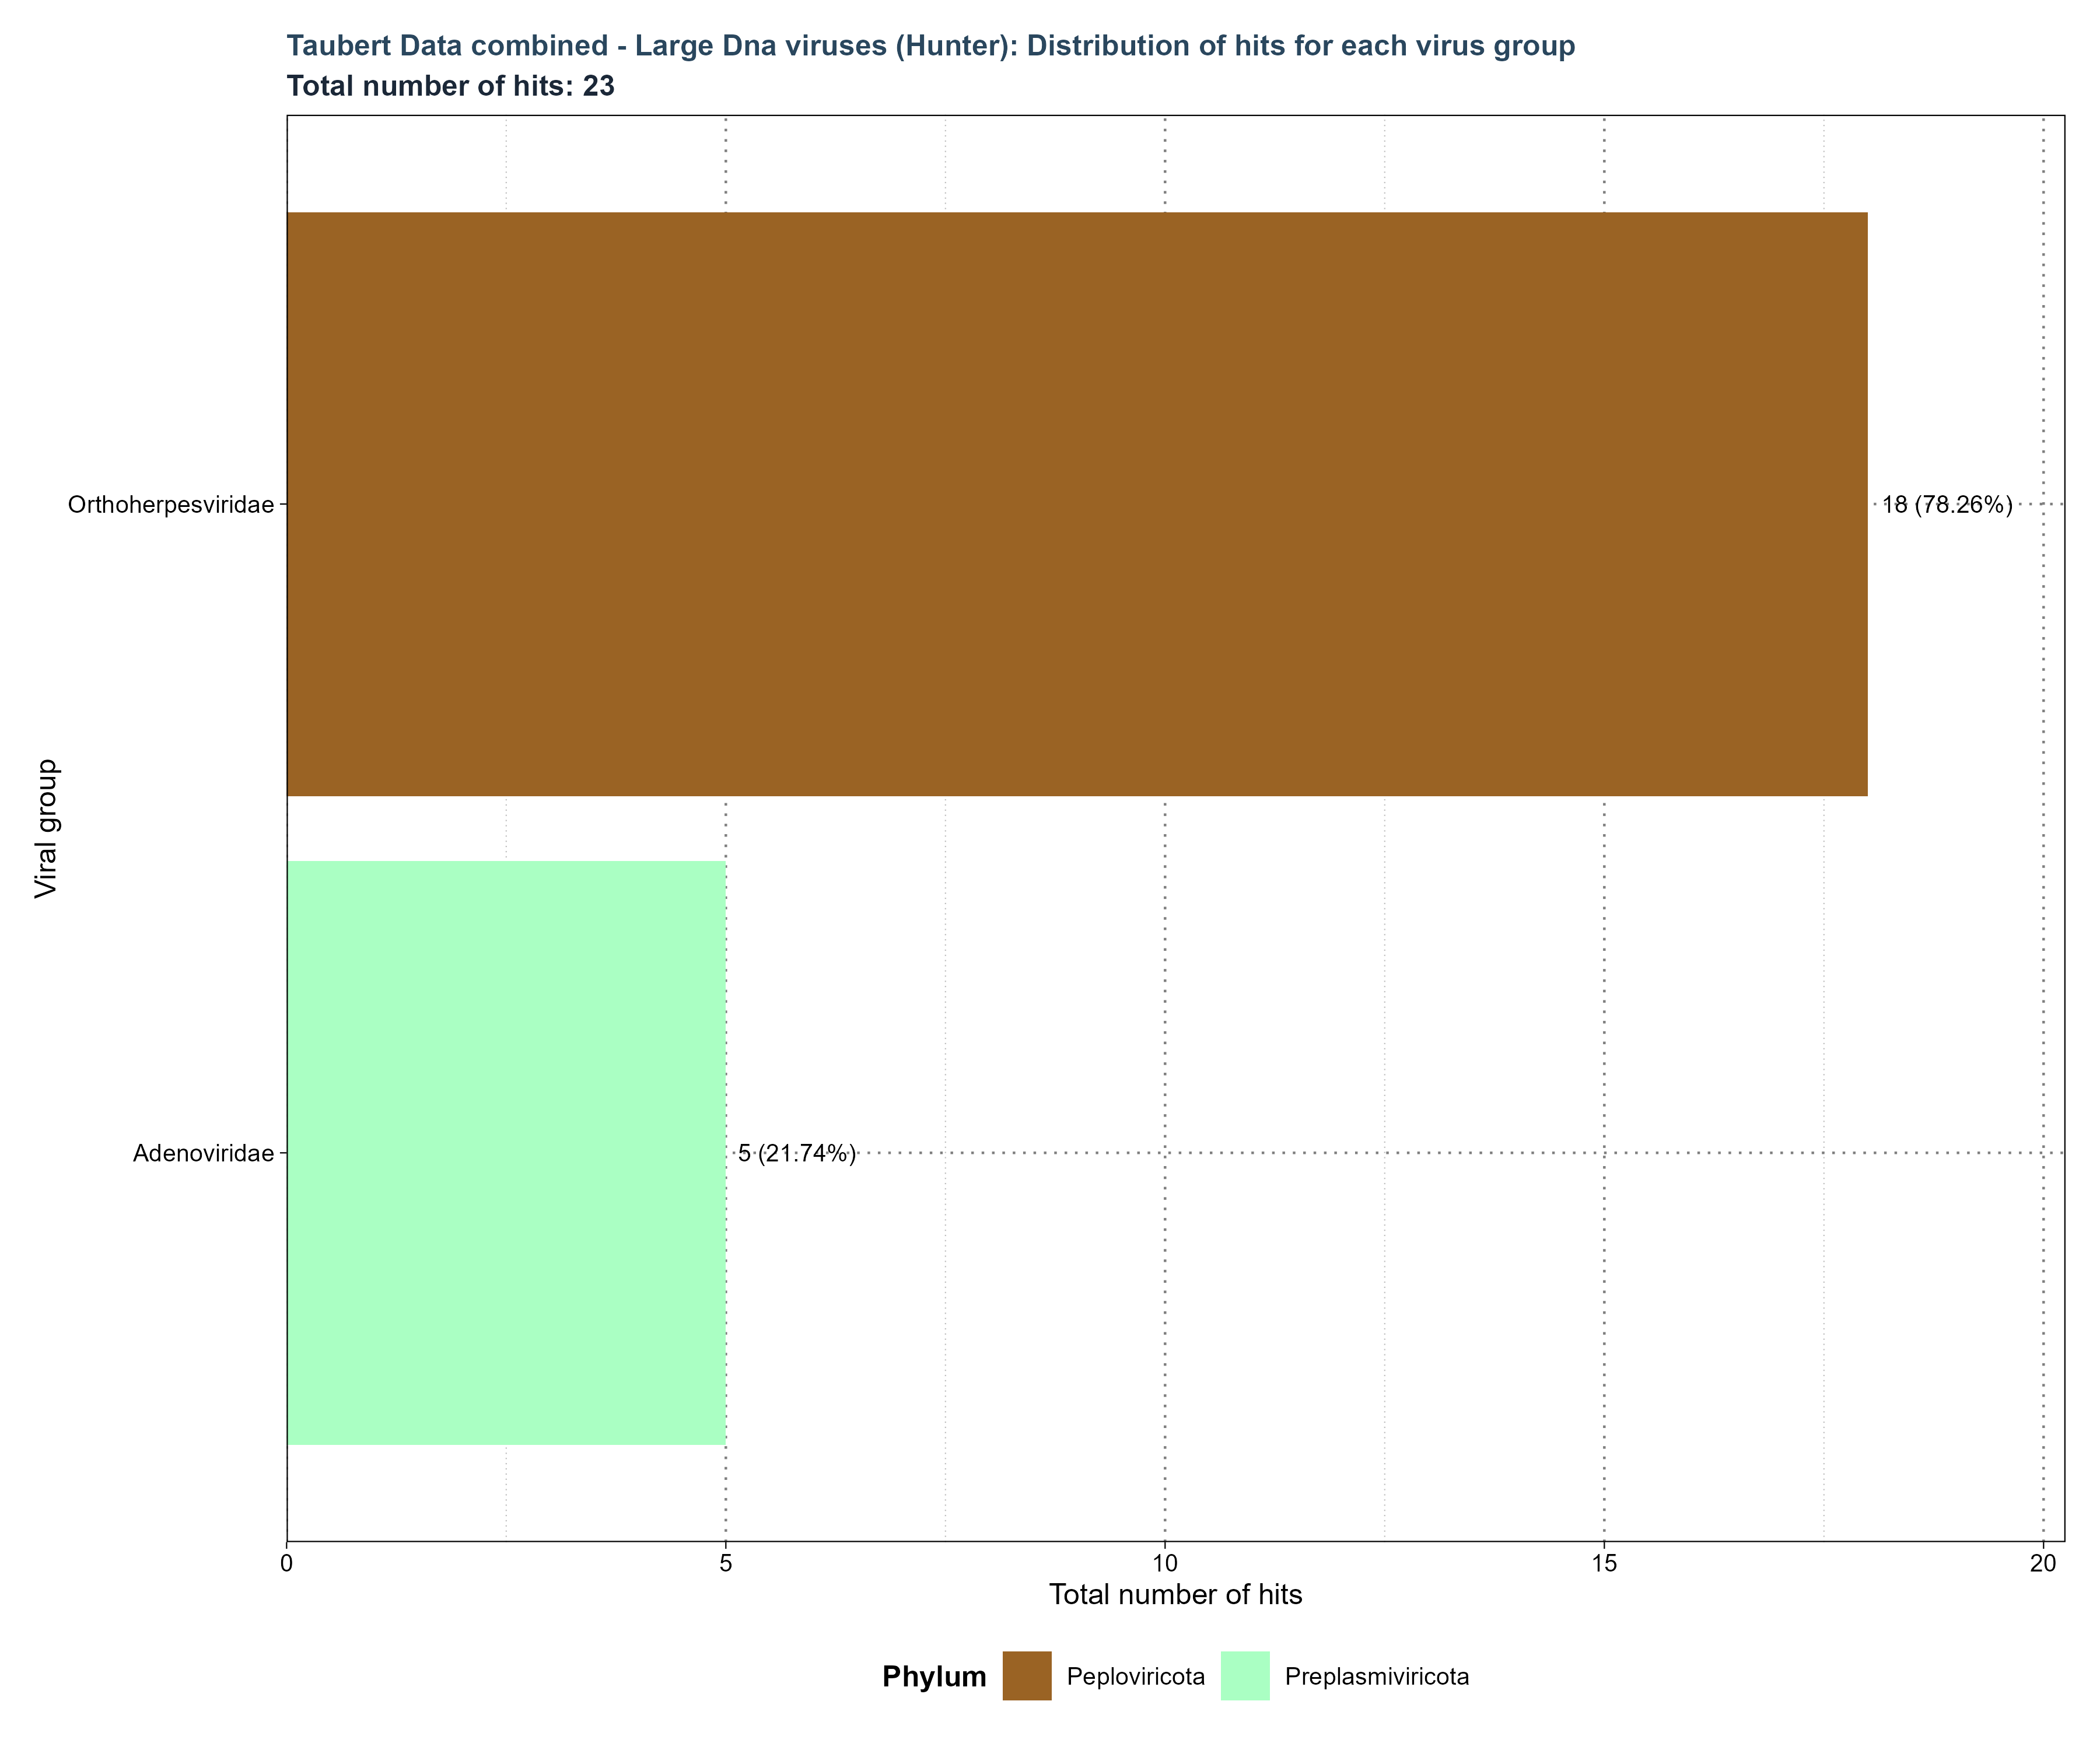 Taubert Data combined - Large Dna viruses (Hunter): Distribution of hits for each virus group
Total number of hits: 23
Viral group
Orthoherpesviridae
18 (78.26%)
Adenoviridae
5 (21.74%)
0 5 10 15 20
Total number of hits
Phylum Peploviricota Preplasmiviricota